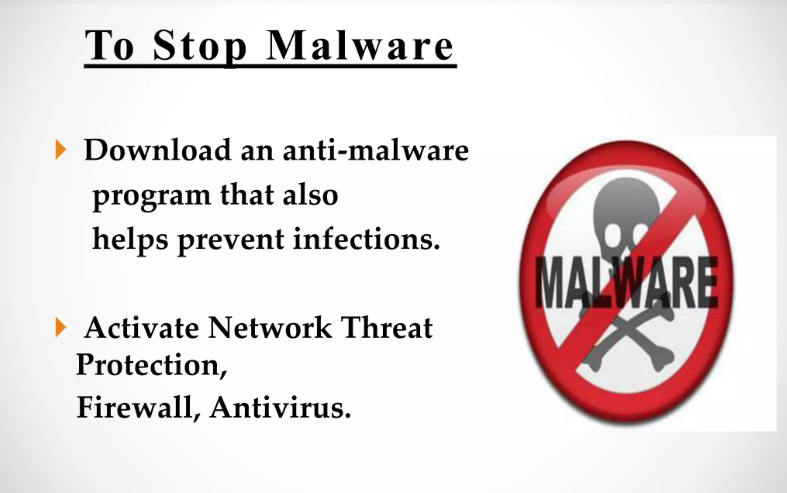 To Stop Malware
Download an anti-malware
program that also
helps prevent infections.
MALWARE
Activate Network Threat
Protection,
Firewall, Antivirus.